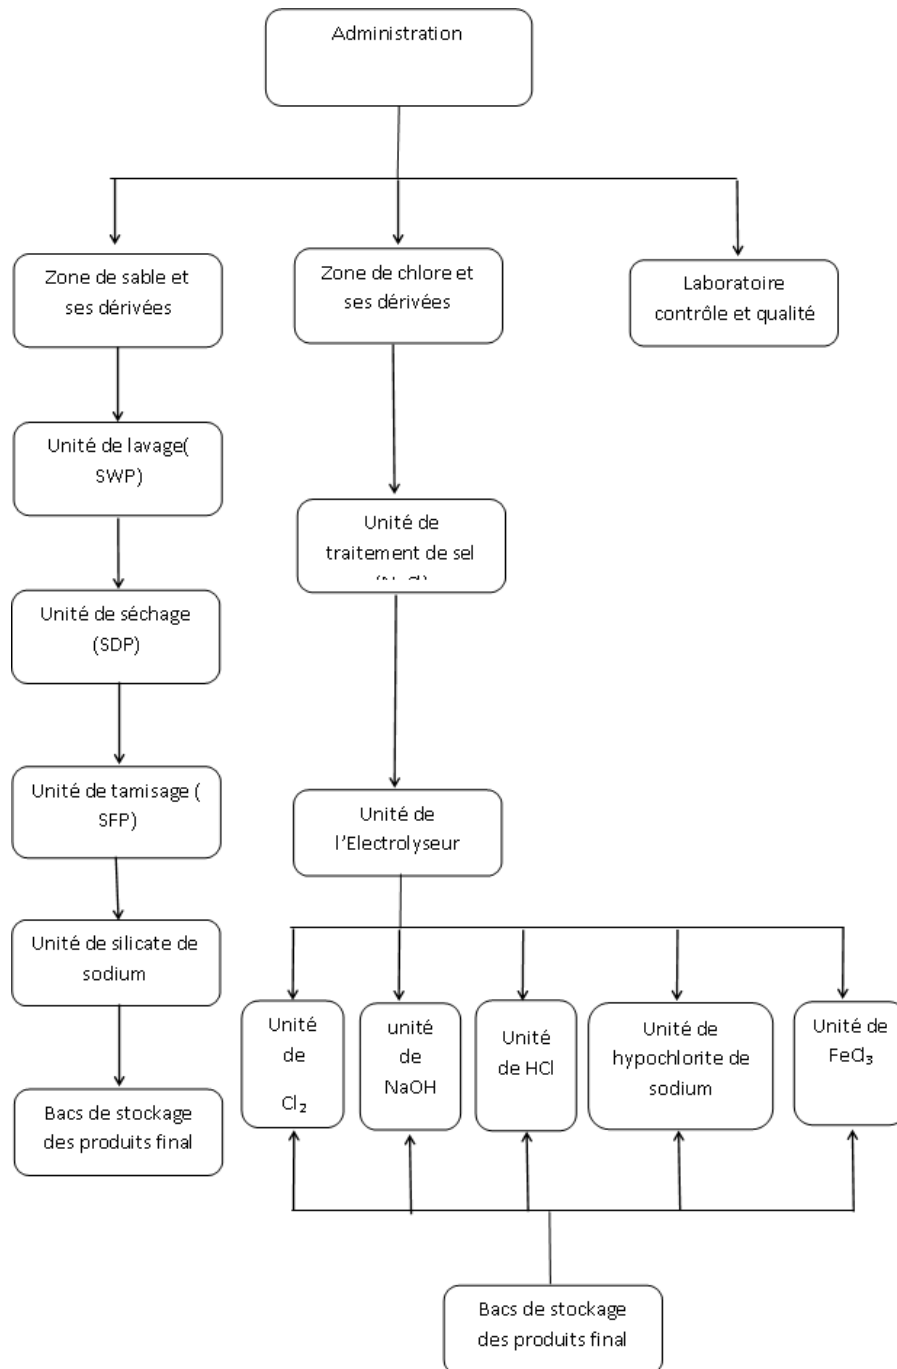 Administration
Zone de sable et
ses dérivées
Zone de chlore et
ses dérivées
Laboratoire
contrôle et qualité
Unité de lavage(
SWP)
Unité de
traitement de sel
Unité de séchage
(SDP)
Unité de tamisage (
SFP)
Unité de
l’Electrolyseur
Unité de silicate de
sodium
Unité
de
Cl₂
unité
de
NaOH
Unité
de HCl
Unité de
hypochlorite de
sodium
Unité de
FeCl₃
Bacs de stockage
des produits final
Bacs de stockage
des produits final